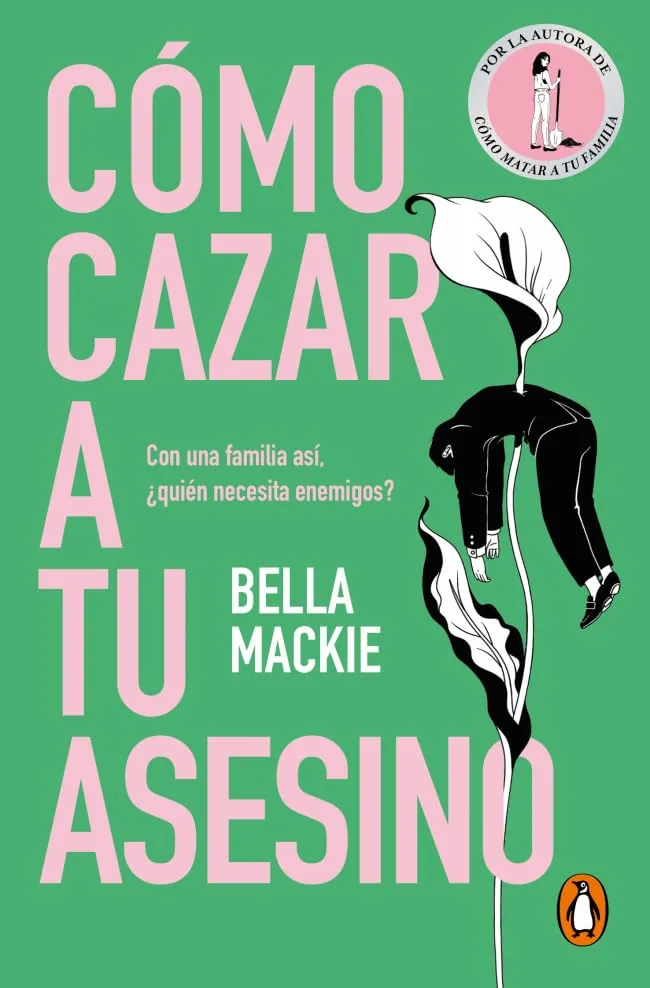 POR LA AUTORA DE
CÓMO MATAR A TU FAMILIA
CÓMO
CAZAR
A
Con una familia así,
¿quién necesita enemigos?
TU
BELLA
MACKIE
ASESINO